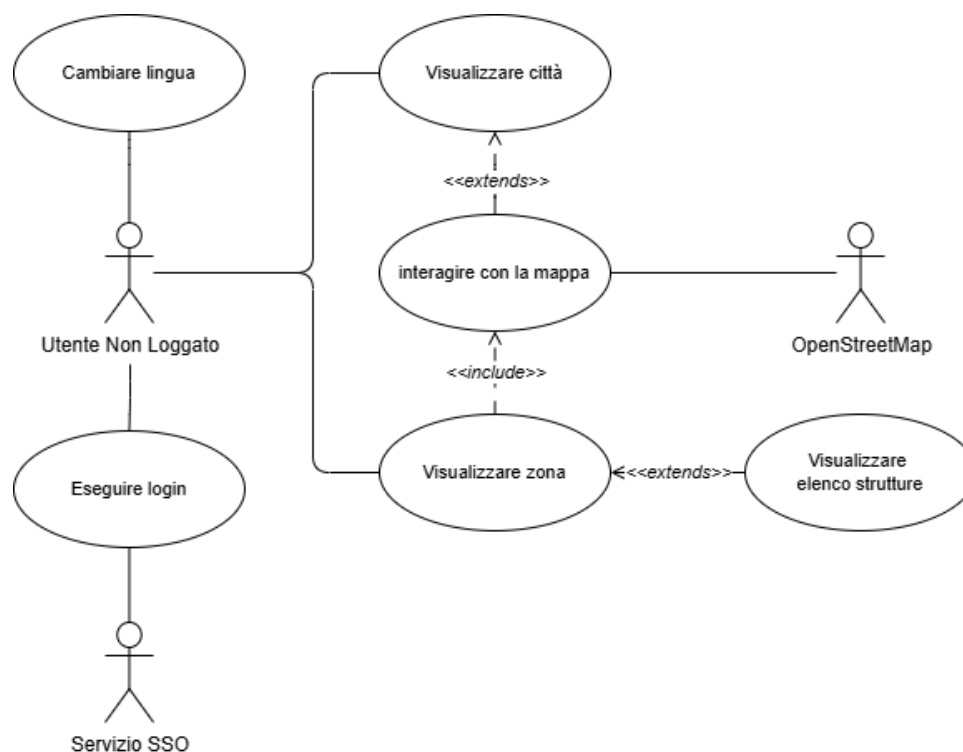 Cambiare lingua
Visualizzare città
<<extends>>
interagire con la mappa
Utente Non Loggato
OpenStreetMap
<<include>>
Eseguire login
Visualizzare zona
<<extends>>
Visualizzare
elenco strutture
Servizio SSO